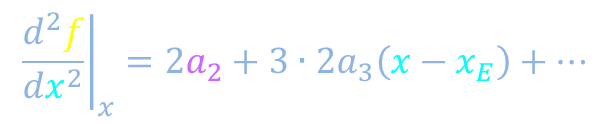 d²f/dx²|ₓ = 2a₂ + 3 · 2a₃(x − x_E) + ⋯